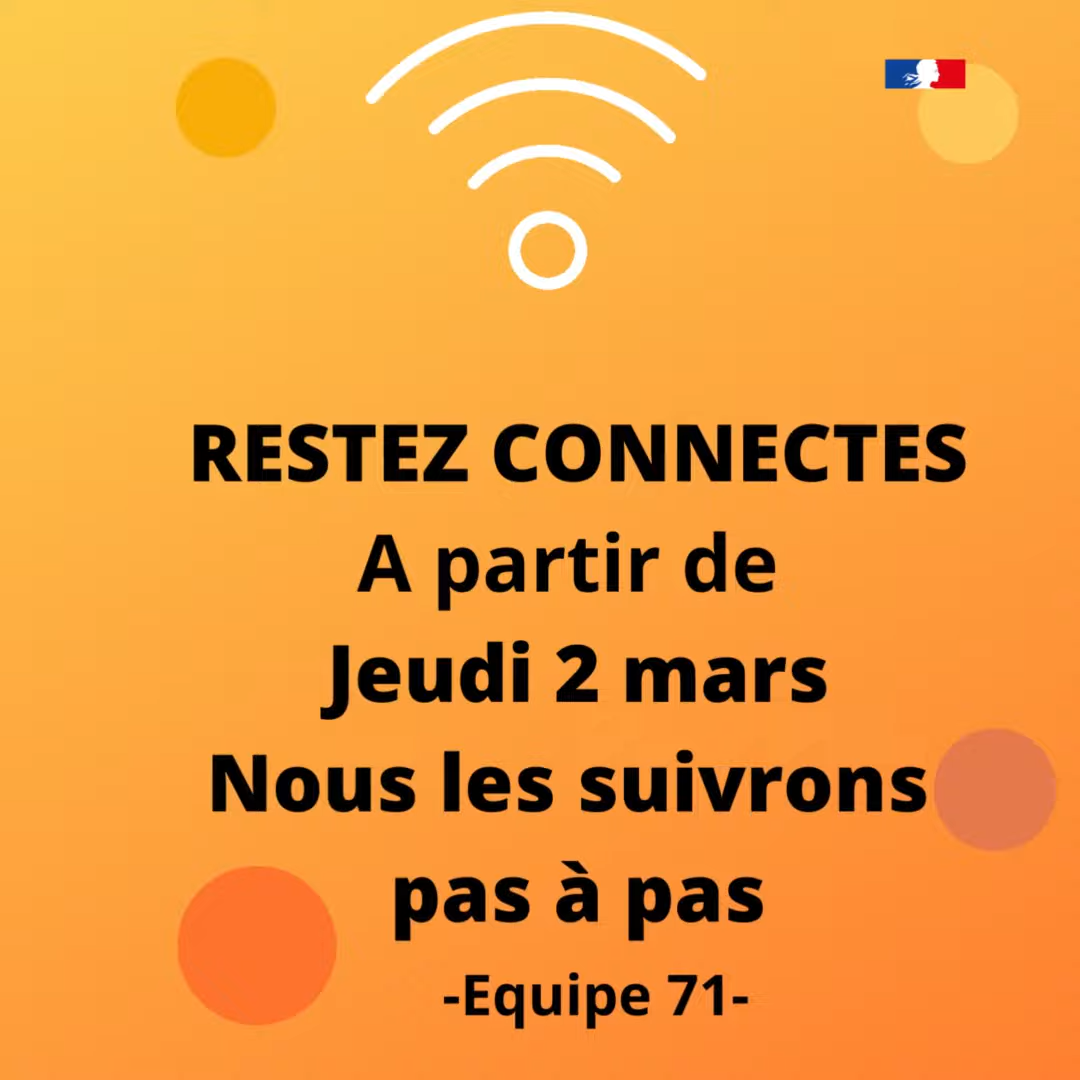 RESTEZ CONNECTES
A partir de
Jeudi 2 mars
Nous les suivrons
pas à pas
-Equipe 71-